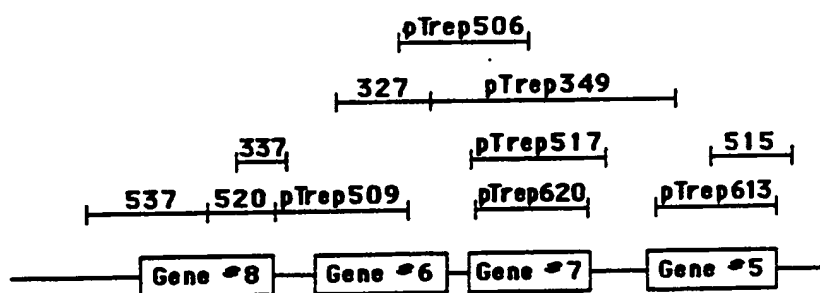 pTrep506
327 pTrep349
337 pTrep517 515
537 520 pTrep509 pTrep620 pTrep613
Gene #8 Gene #6 Gene #7 Gene #5